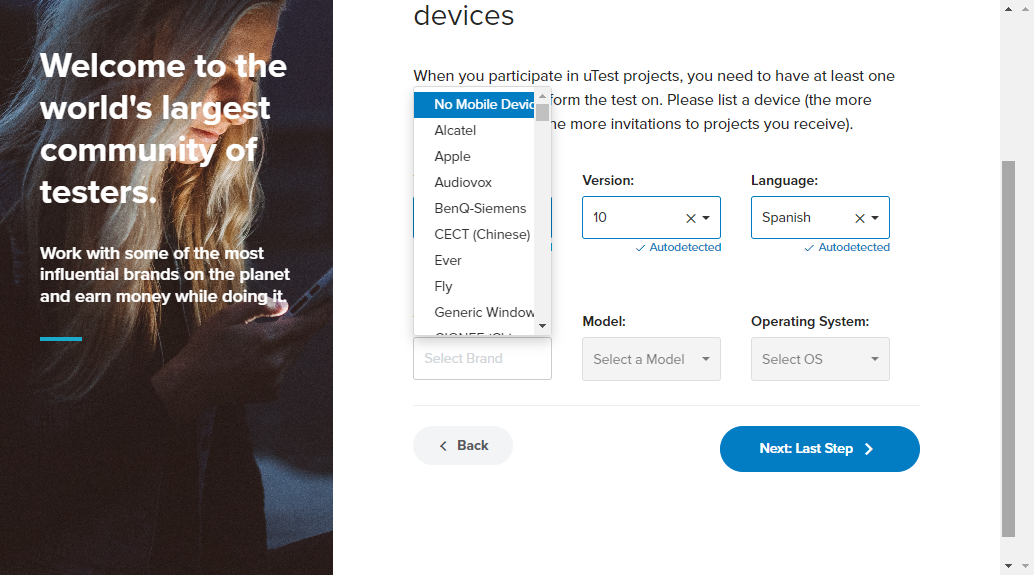 Welcome to the
world's largest
community of
testers.
Work with some of the most
influential brands on the planet
and earn money while doing it.
devices
When you participate in uTest projects, you need to have at least one
form the test on. Please list a device (the more
more invitations to projects you receive).
No Mobile Devic
Alcatel
Apple
Audiovox
BenQ-Siemens
CECT (Chinese)
Ever
Fly
Generic Window
Version:
10
Autodetected
Language:
Spanish
Autodetected
Select Brand
Model:
Select a Model
Operating System:
Select OS
Back
Next: Last Step